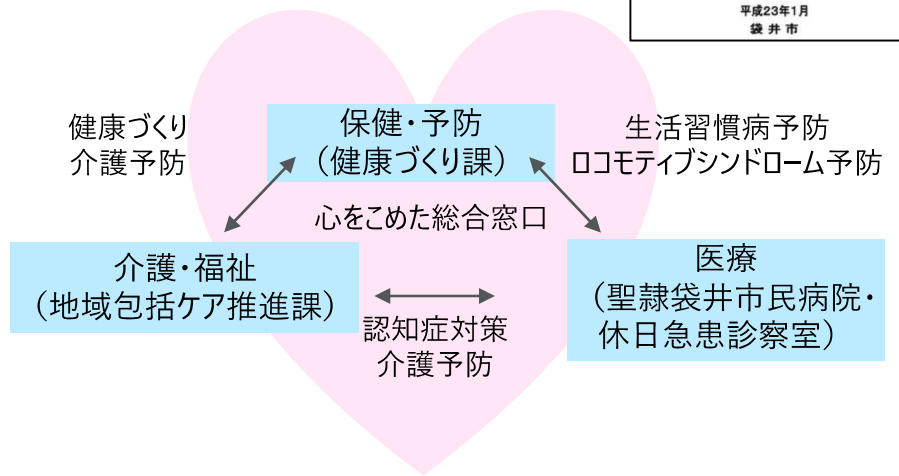 平成23年1月
袋井市
健康づくり
介護予防
保健・予防
（健康づくり課）
生活習慣病予防
ロコモティブシンドローム予防
心をこめた総合窓口
介護・福祉
（地域包括ケア推進課）
医療
（聖隷袋井市民病院・
休日急患診察室）
認知症対策
介護予防